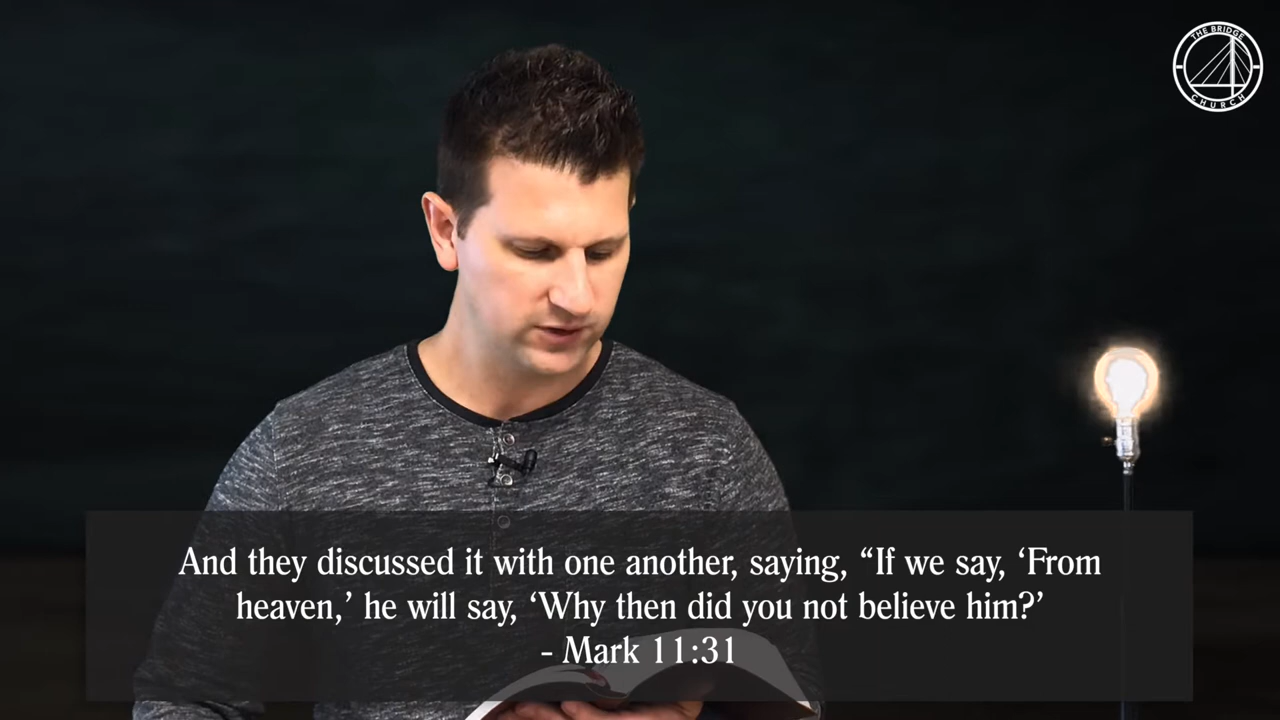 THE BRIDGE
CHURCH
And they discussed it with one another, saying, “If we say, ‘From
heaven,’ he will say, ‘Why then did you not believe him?’
- Mark 11:31